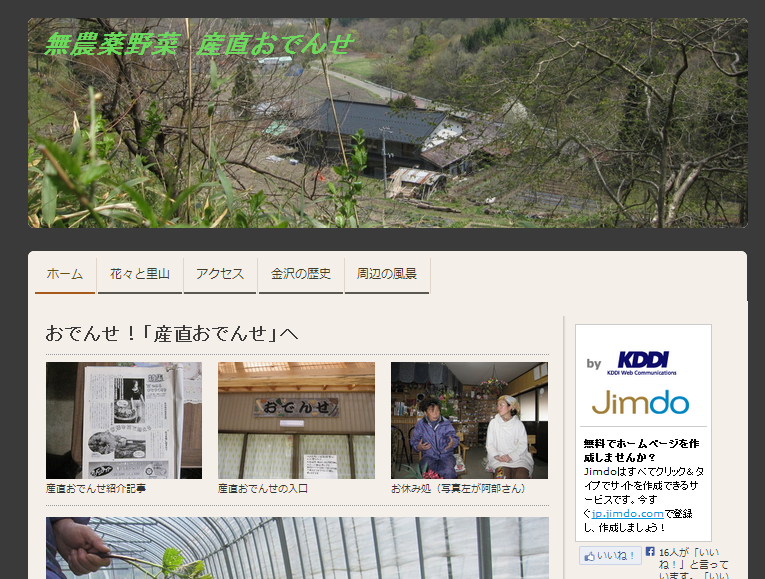 無農薬野菜　産直おでんせ
ホーム
花々と里山
アクセス
金沢の歴史
周辺の風景
おでんせ！「産直おでんせ」へ
おでんせ
産直おでんせ紹介記事
産直おでんせの入口
お休み処（写真左が阿部さん）
by KDDI
KDDI Web Communications
Jimdo
無料でホームページを作
成しませんか？
Jimdoはすべてクリック＆タ
イプでサイトを作成できるサ
ービスです。今す
ぐjp.jimdo.comで登録
し、作成しましょう！
いいね！
16人が「いい
ね！」と言って
います。「いい